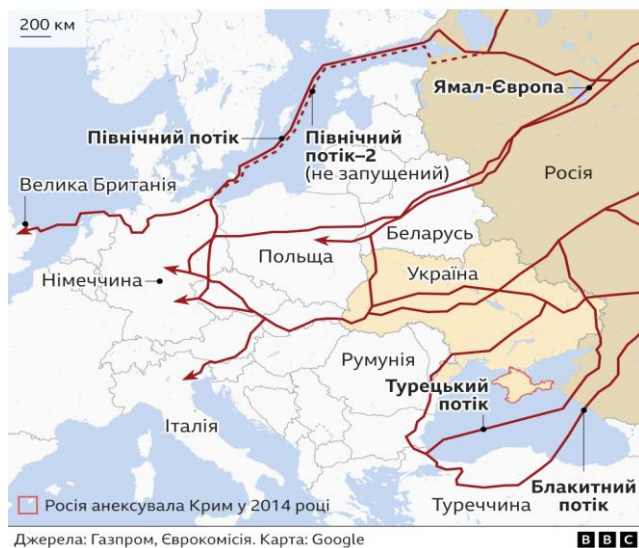 200 км
Ямал-Європа
Північний потік
Північний
потік–2
(не запущений)
Росія
Велика Британія
Беларусь
Польща
Україна
Німеччина
Румунія
Турецький
потік
Італія
Блакитний
потік
Туреччина
Росія анексувала Крим у 2014 році
Джерела: Газпром, Єврокомісія. Карта: Google
BBC